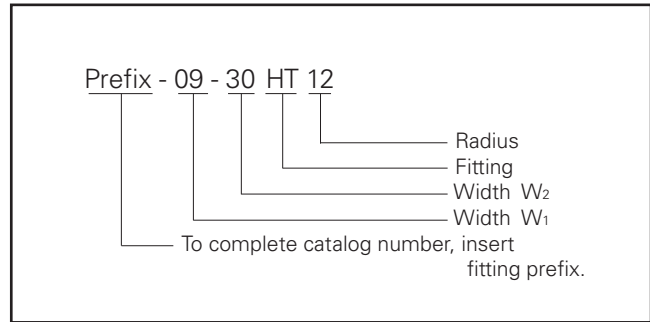 Prefix - 09 - 30 HT 12
Radius
Fitting
Width W₂
Width W₁
To complete catalog number, insert
fitting prefix.